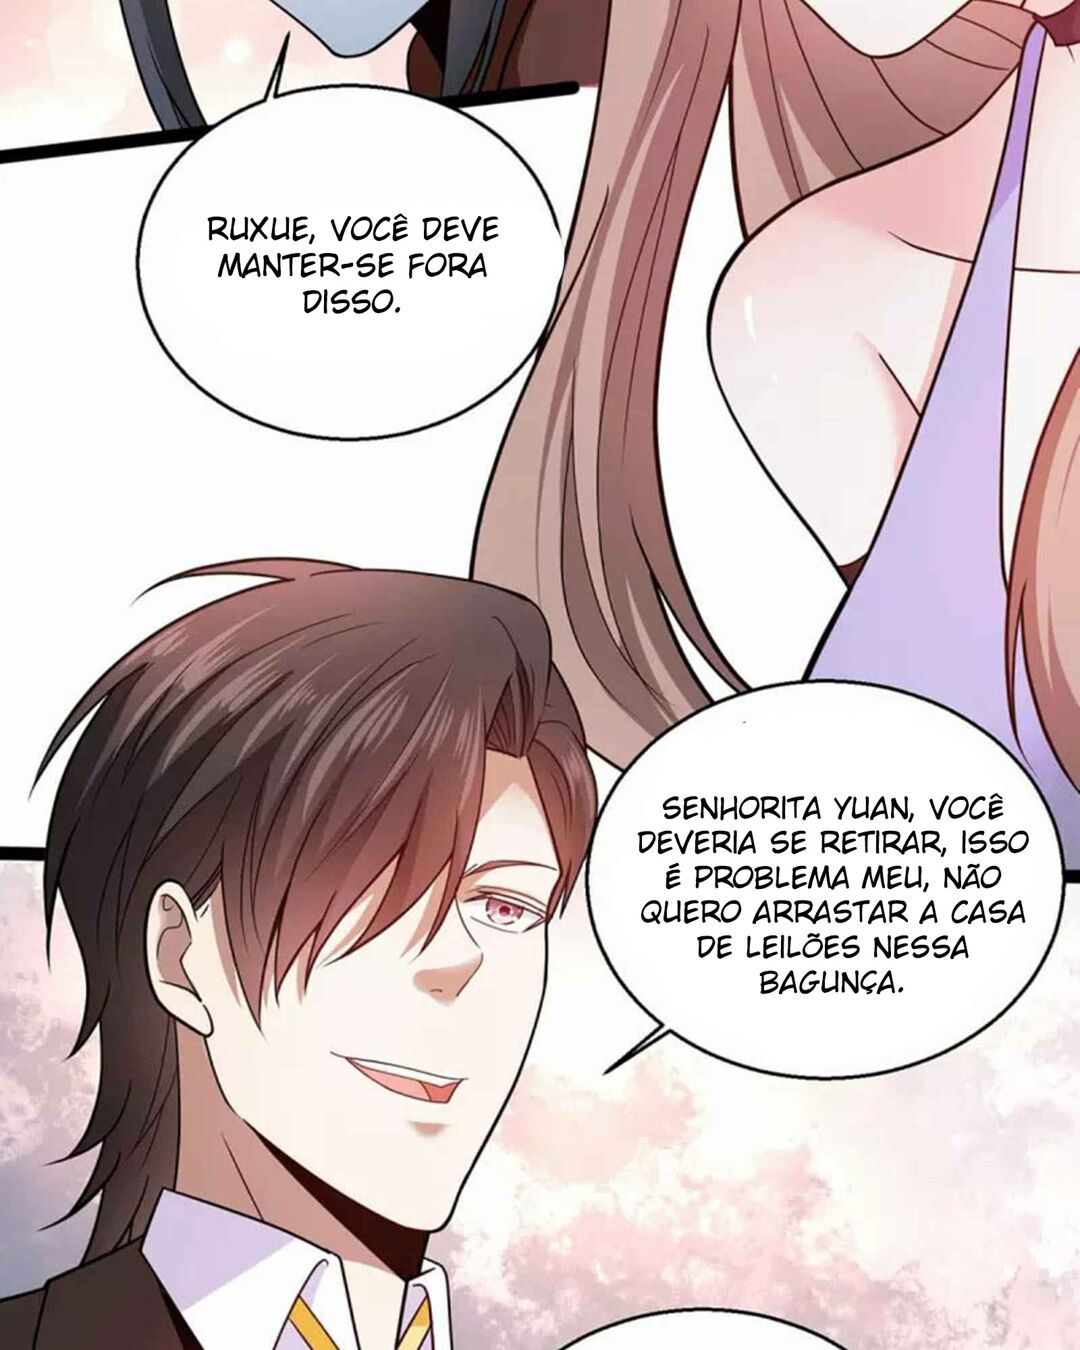 RUXUE, VOCÊ DEVE
MANTER-SE FORA
DISSO.
SENHORITA YUAN, VOCÊ
DEVERIA SE RETIRAR, ISSO
É PROBLEMA MEU, NÃO
QUERO ARRASTAR A CASA
DE LEILÕES NESSA
BAGUNÇA.